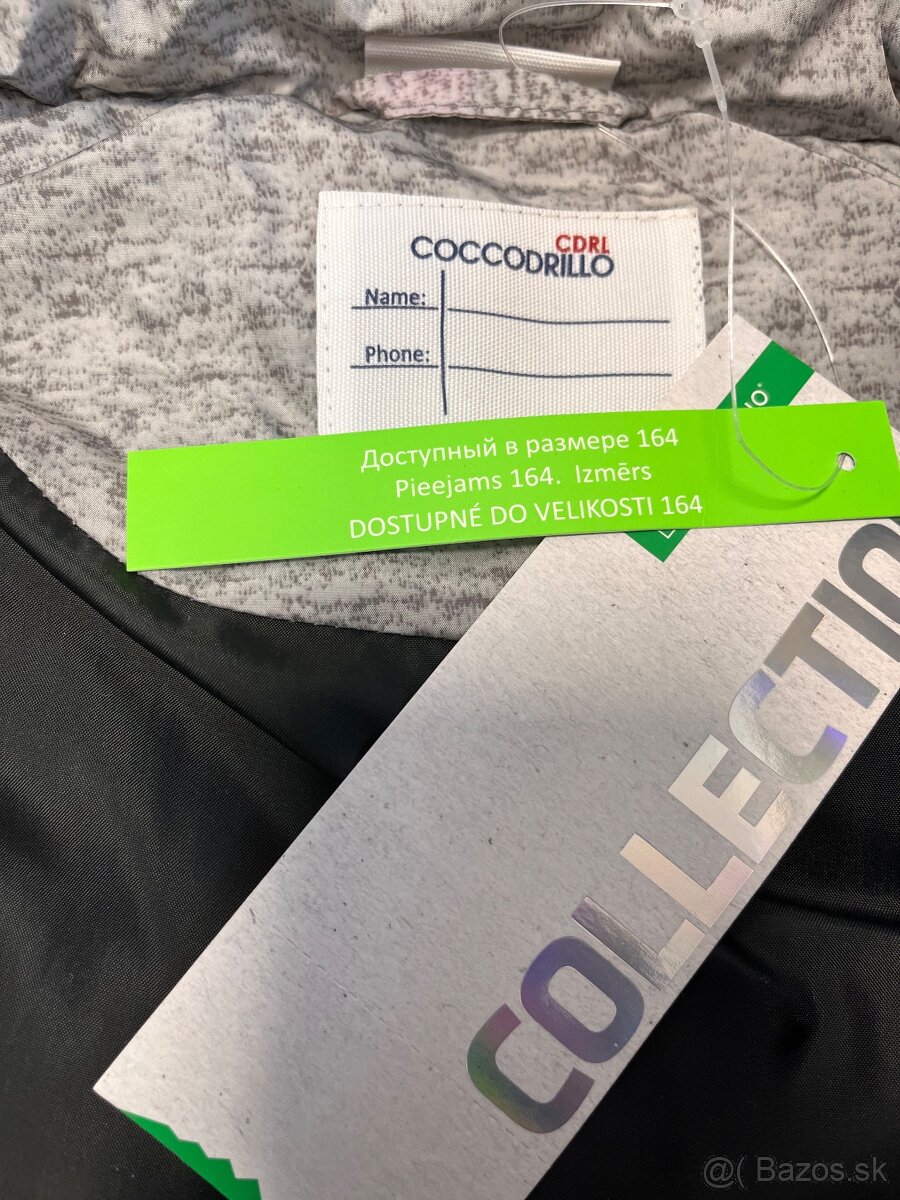 CDRL
COCCODRILLO
Name:
Phone:
Доступный в размере 164
Pieejams 164. Izmērs
DOSTUPNÉ DO VELIKOSTI 164
COLLECTIO
@( Bazos.sk